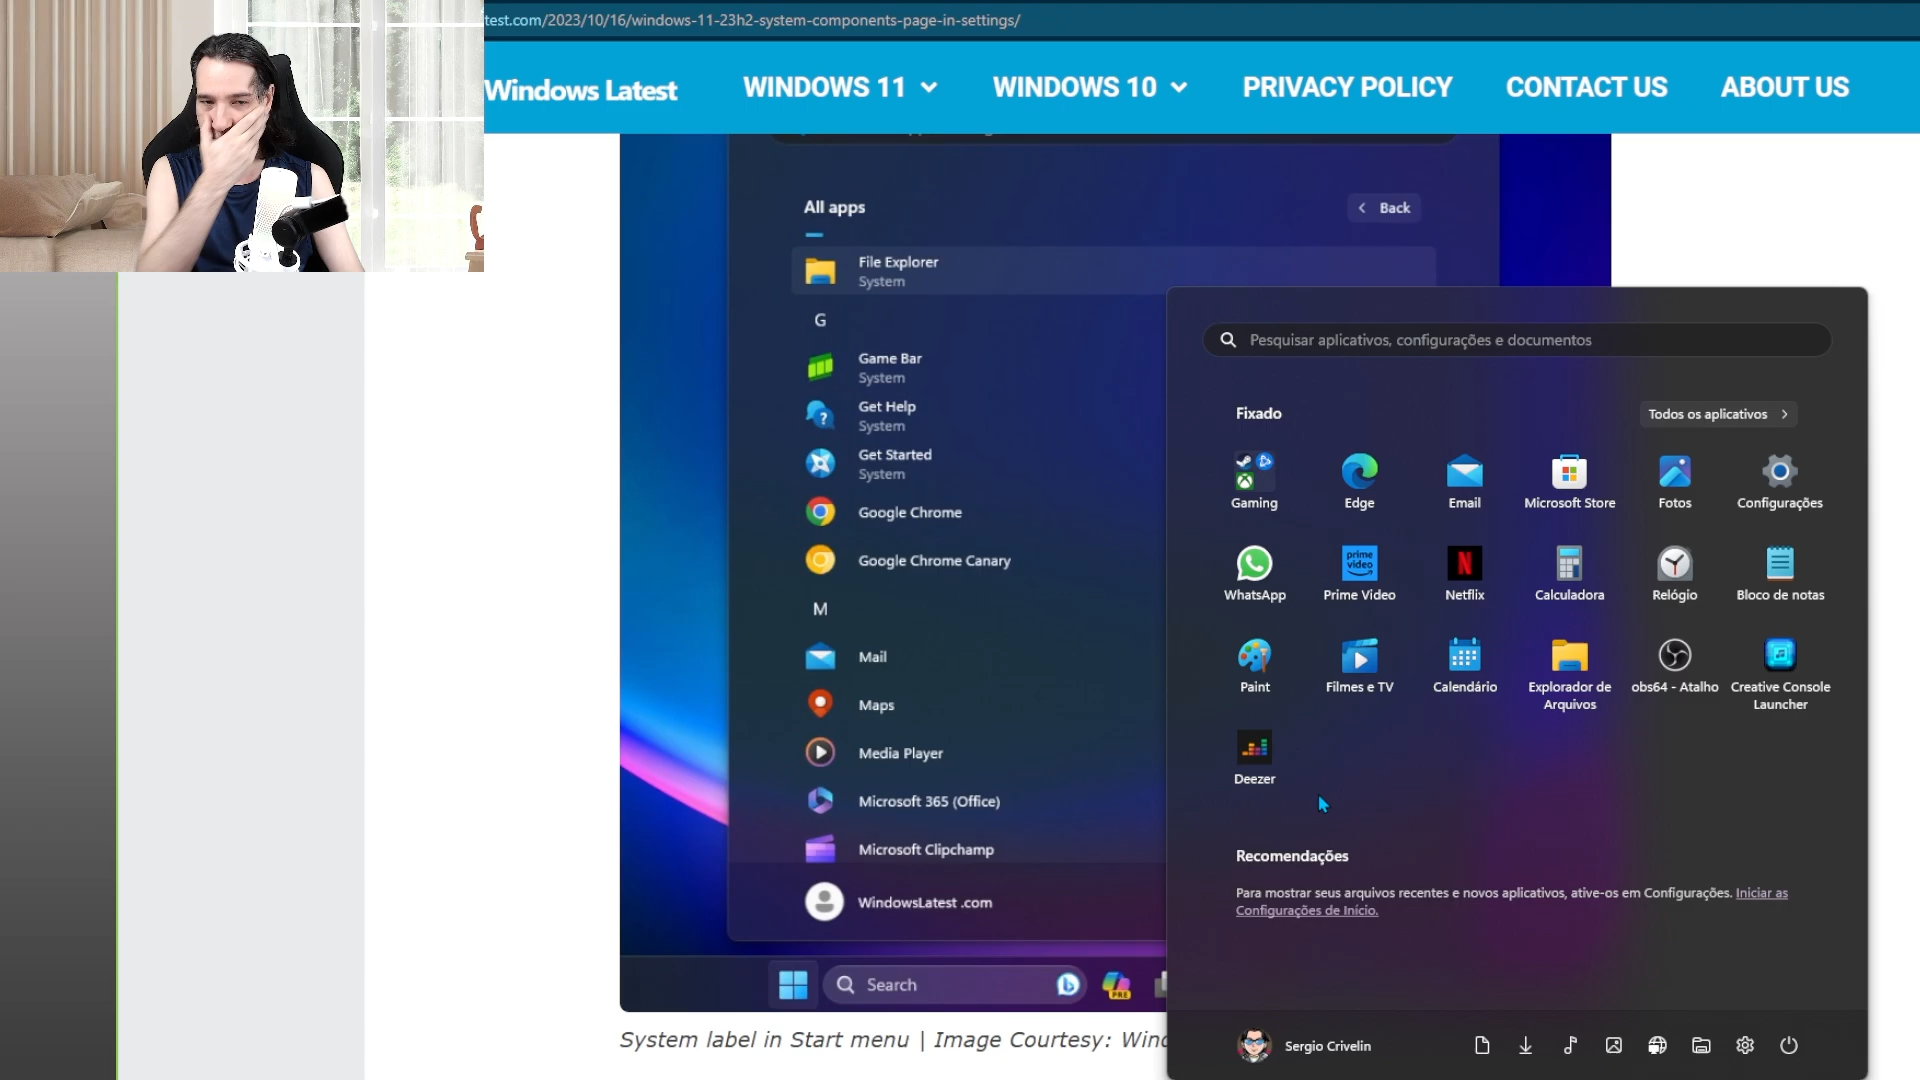 test.com/2023/10/16/windows-11-23h2-system-components-page-in-settings/
Windows Latest
WINDOWS 11
WINDOWS 10
PRIVACY POLICY
CONTACT US
ABOUT US
All apps
Back
File Explorer
System
G
Game Bar
System
Get Help
System
Get Started
System
Google Chrome
Google Chrome Canary
M
Mail
Maps
Media Player
Microsoft 365 (Office)
Microsoft Clipchamp
WindowsLatest .com
Search
PRE
System label in Start menu | Image Courtesy: Wind
Pesquisar aplicativos, configurações e documentos
Fixado
Todos os aplicativos
Gaming
Edge
Email
Microsoft Store
Fotos
Configurações
prime
video
WhatsApp
Prime Video
Netflix
Calculadora
Relógio
Bloco de notas
Paint
Filmes e TV
Calendário
Explorador de
Arquivos
obs64 - Atalho
Creative Console
Launcher
Deezer
Recomendações
Para mostrar seus arquivos recentes e novos aplicativos, ative-os em Configurações. Iniciar as
Configurações de Início.
Sergio Crivelin